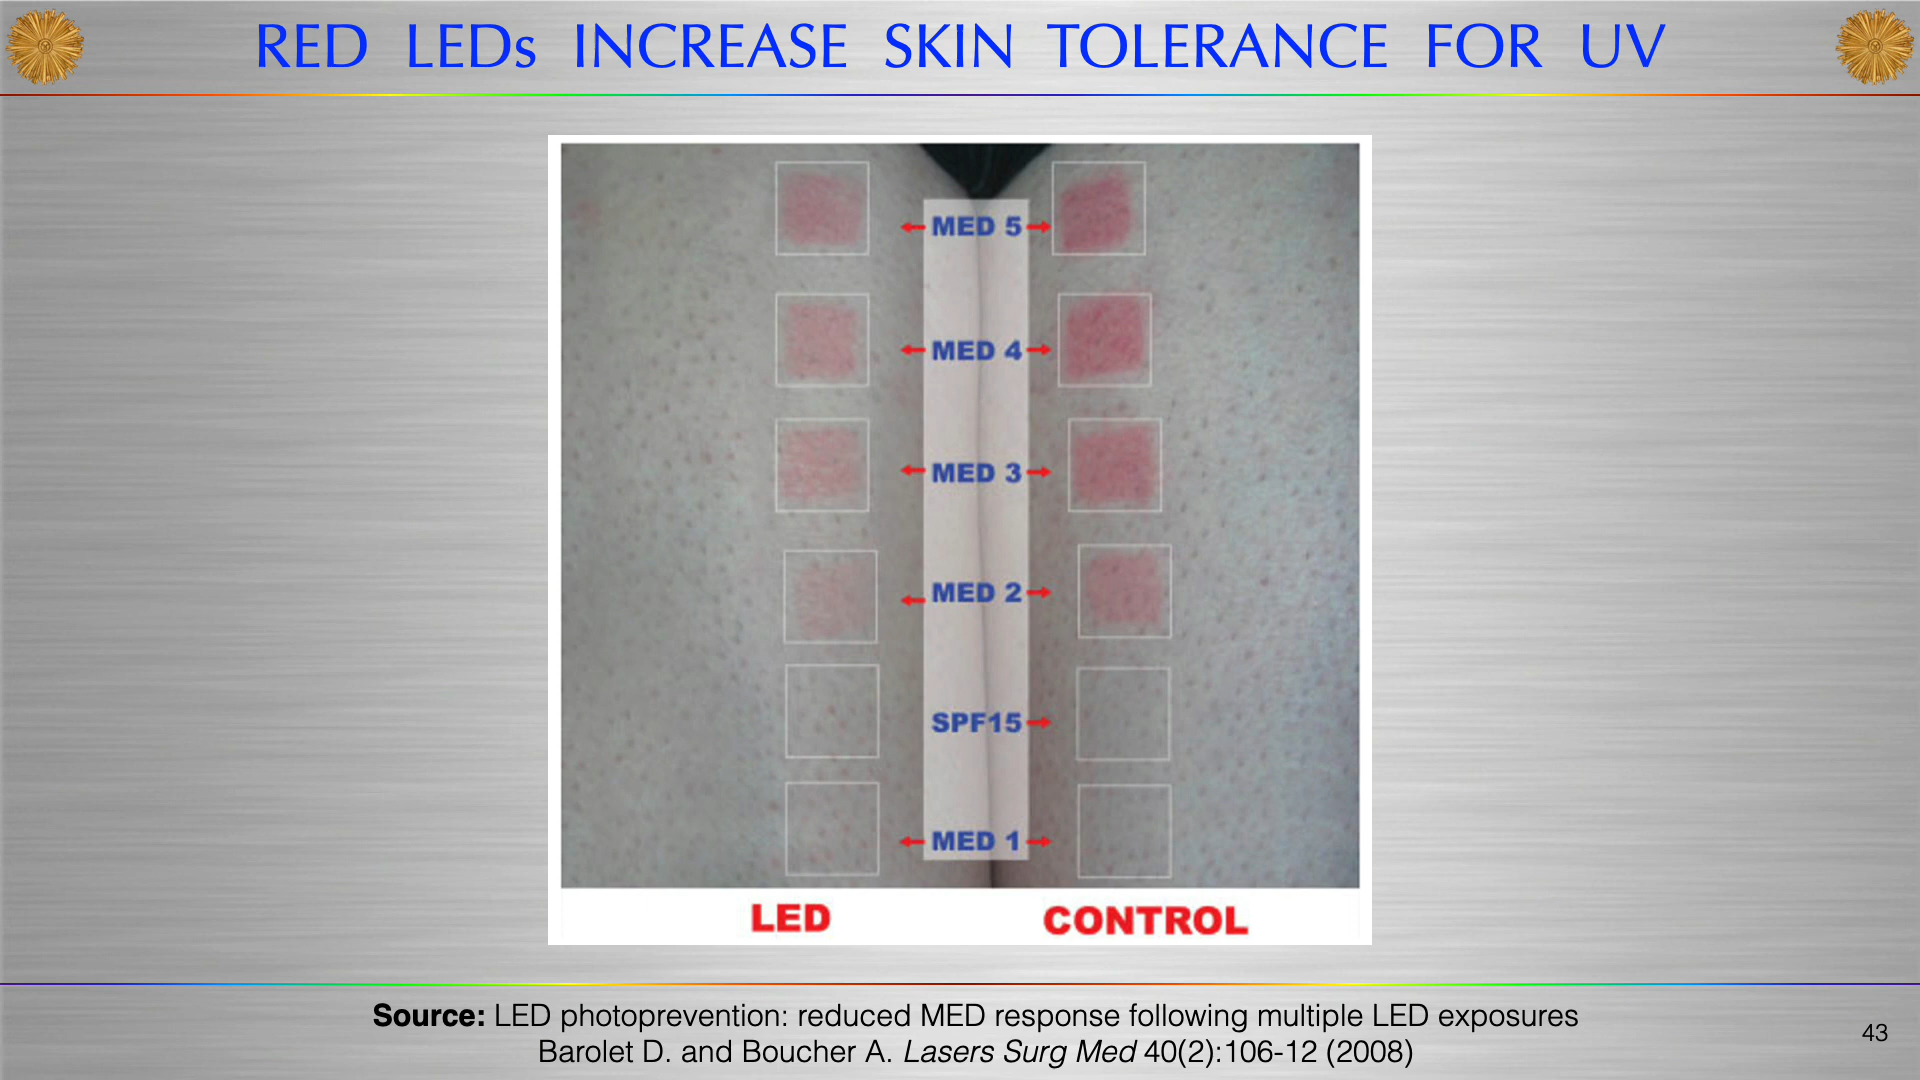 RED LEDs INCREASE SKIN TOLERANCE FOR UV
MED 5
MED 4
MED 3
MED 2
SPF15
MED 1
LED CONTROL
Source: LED photoprevention: reduced MED response following multiple LED exposures
Barolet D. and Boucher A. Lasers Surg Med 40(2):106-12 (2008)
43